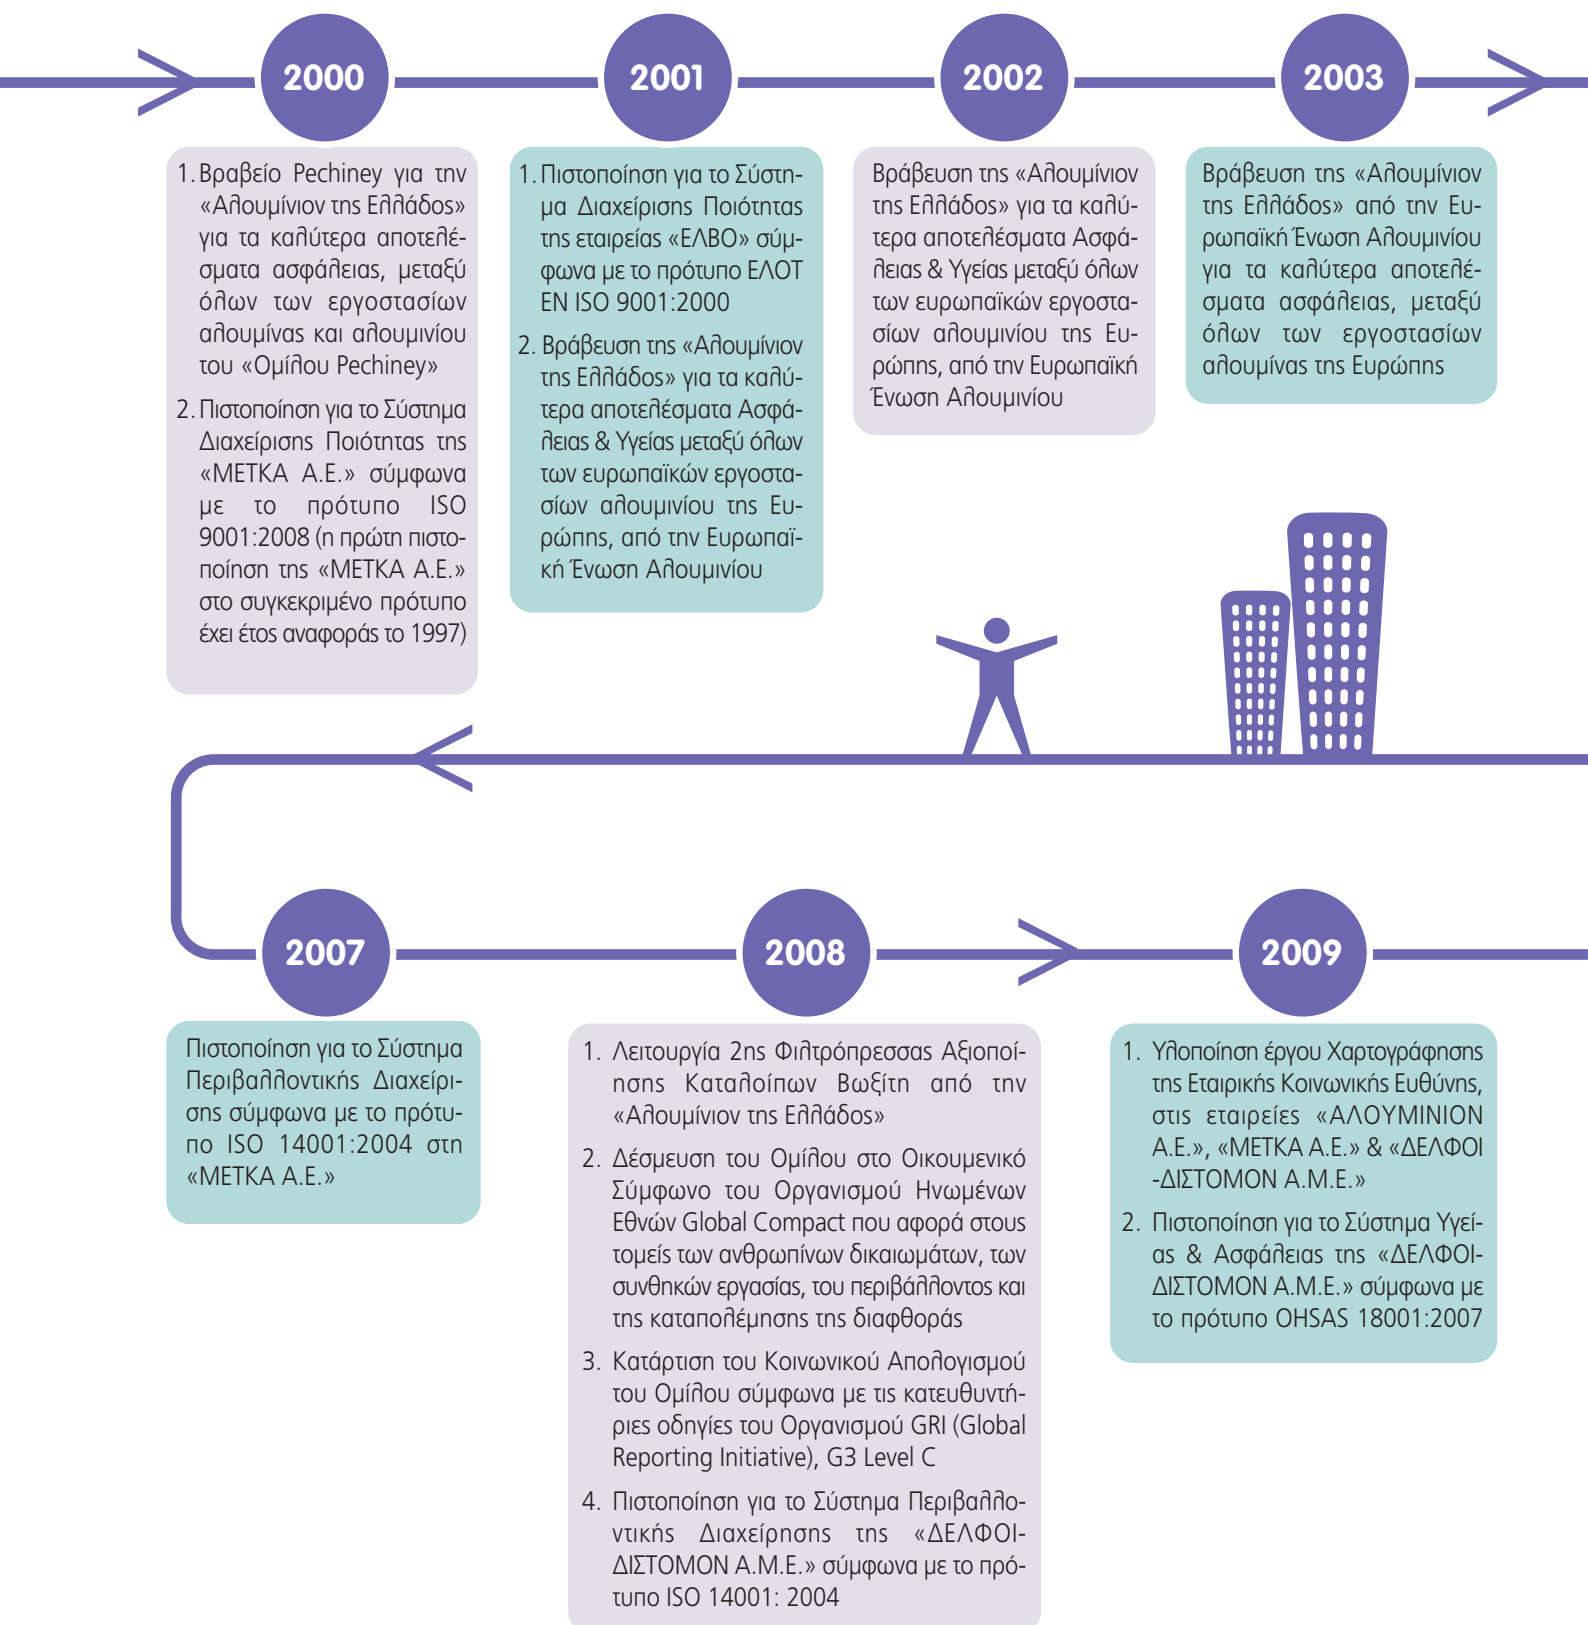 2000
1. Βραβείο Pechiney για την
«Αλουμίνιον της Ελλάδος»
για τα καλύτερα αποτελέ-
σματα ασφάλειας, μεταξύ
όλων των εργοστασίων
αλουμίνας και αλουμινίου
του «Ομίλου Pechiney»
2. Πιστοποίηση για το Σύστημα
Διαχείρισης Ποιότητας της
«ΜΕΤΚΑ Α.Ε.» σύμφωνα
με το πρότυπο ISO
9001:2008 (η πρώτη πιστο-
ποίηση της «ΜΕΤΚΑ Α.Ε.»
στο συγκεκριμένο πρότυπο
έχει έτος αναφοράς το 1997)
2001
1. Πιστοποίηση για το Σύστη-
μα Διαχείρισης Ποιότητας
της εταιρείας «ΕΛΒΟ» σύμ-
φωνα με το πρότυπο ΕΛΟΤ
EN ISO 9001:2000
2. Βράβευση της «Αλουμίνιον
της Ελλάδος» για τα καλύ-
τερα αποτελέσματα Ασφά-
λειας & Υγείας μεταξύ όλων
των ευρωπαϊκών εργοστα-
σίων αλουμινίου της Ευ-
ρώπης, από την Ευρωπαϊ-
κή Ένωση Αλουμινίου
2002
Βράβευση της «Αλουμίνιον
της Ελλάδος» για τα καλύ-
τερα αποτελέσματα Ασφά-
λειας & Υγείας μεταξύ όλων
των ευρωπαϊκών εργοστα-
σίων αλουμινίου της Ευ-
ρώπης, από την Ευρωπαϊκή
Ένωση Αλουμινίου
2003
Βράβευση της «Αλουμίνιον
της Ελλάδος» από την Ευ-
ρωπαϊκή Ένωση Αλουμινίου
για τα καλύτερα αποτελέ-
σματα ασφάλειας, μεταξύ
όλων των εργοστασίων
αλουμίνας της Ευρώπης
2007
Πιστοποίηση για το Σύστημα
Περιβαλλοντικής Διαχείρι-
σης σύμφωνα με το πρότυ-
πο ISO 14001:2004 στη
«ΜΕΤΚΑ Α.Ε.»
2008
1. Λειτουργία 2ης Φιλτρόπρεσσας Αξιοποί-
ησης Καταλοίπων Βωξίτη από την
«Αλουμίνιον της Ελλάδος»
2. Δέσμευση του Ομίλου στο Οικουμενικό
Σύμφωνο του Οργανισμού Ηνωμένων
Εθνών Global Compact που αφορά στους
τομείς των ανθρωπίνων δικαιωμάτων, των
συνθηκών εργασίας, του περιβάλλοντος και
της καταπολέμησης της διαφθοράς
3. Κατάρτιση του Κοινωνικού Απολογισμού
του Ομίλου σύμφωνα με τις κατευθυντή-
ριες οδηγίες του Οργανισμού GRI (Global
Reporting Initiative), G3 Level C
4. Πιστοποίηση για το Σύστημα Περιβαλλο-
ντικής Διαχείρησης της «ΔΕΛΦΟΙ-
ΔΙΣΤΟΜΟΝ Α.Μ.Ε.» σύμφωνα με το πρό-
τυπο ISO 14001: 2004
2009
1. Υλοποίηση έργου Χαρτογράφησης
της Εταιρικής Κοινωνικής Ευθύνης,
στις εταιρείες «ΑΛΟΥΜΙΝΙΟΝ
Α.Ε.», «ΜΕΤΚΑ Α.Ε.» & «ΔΕΛΦΟΙ
-ΔΙΣΤΟΜΟΝ Α.Μ.Ε.»
2. Πιστοποίηση για το Σύστημα Υγεί-
ας & Ασφάλειας της «ΔΕΛΦΟΙ-
ΔΙΣΤΟΜΟΝ Α.Μ.Ε.» σύμφωνα με
το πρότυπο OHSAS 18001:2007